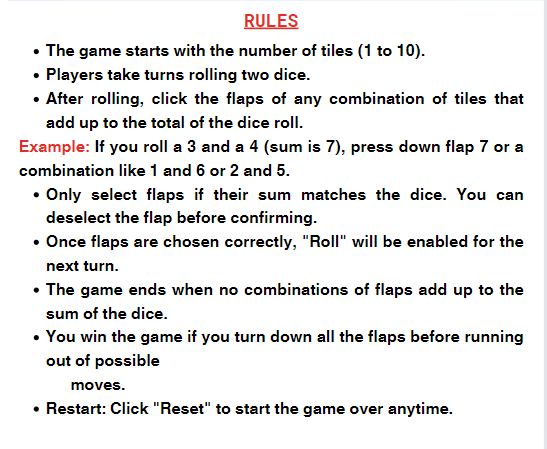 RULES
• The game starts with the number of tiles (1 to 10).
• Players take turns rolling two dice.
• After rolling, click the flaps of any combination of tiles that
add up to the total of the dice roll.
Example: If you roll a 3 and a 4 (sum is 7), press down flap 7 or a
combination like 1 and 6 or 2 and 5.
• Only select flaps if their sum matches the dice. You can
deselect the flap before confirming.
• Once flaps are chosen correctly, "Roll" will be enabled for the
next turn.
• The game ends when no combinations of flaps add up to the
sum of the dice.
• You win the game if you turn down all the flaps before running
out of possible
moves.
• Restart: Click "Reset" to start the game over anytime.